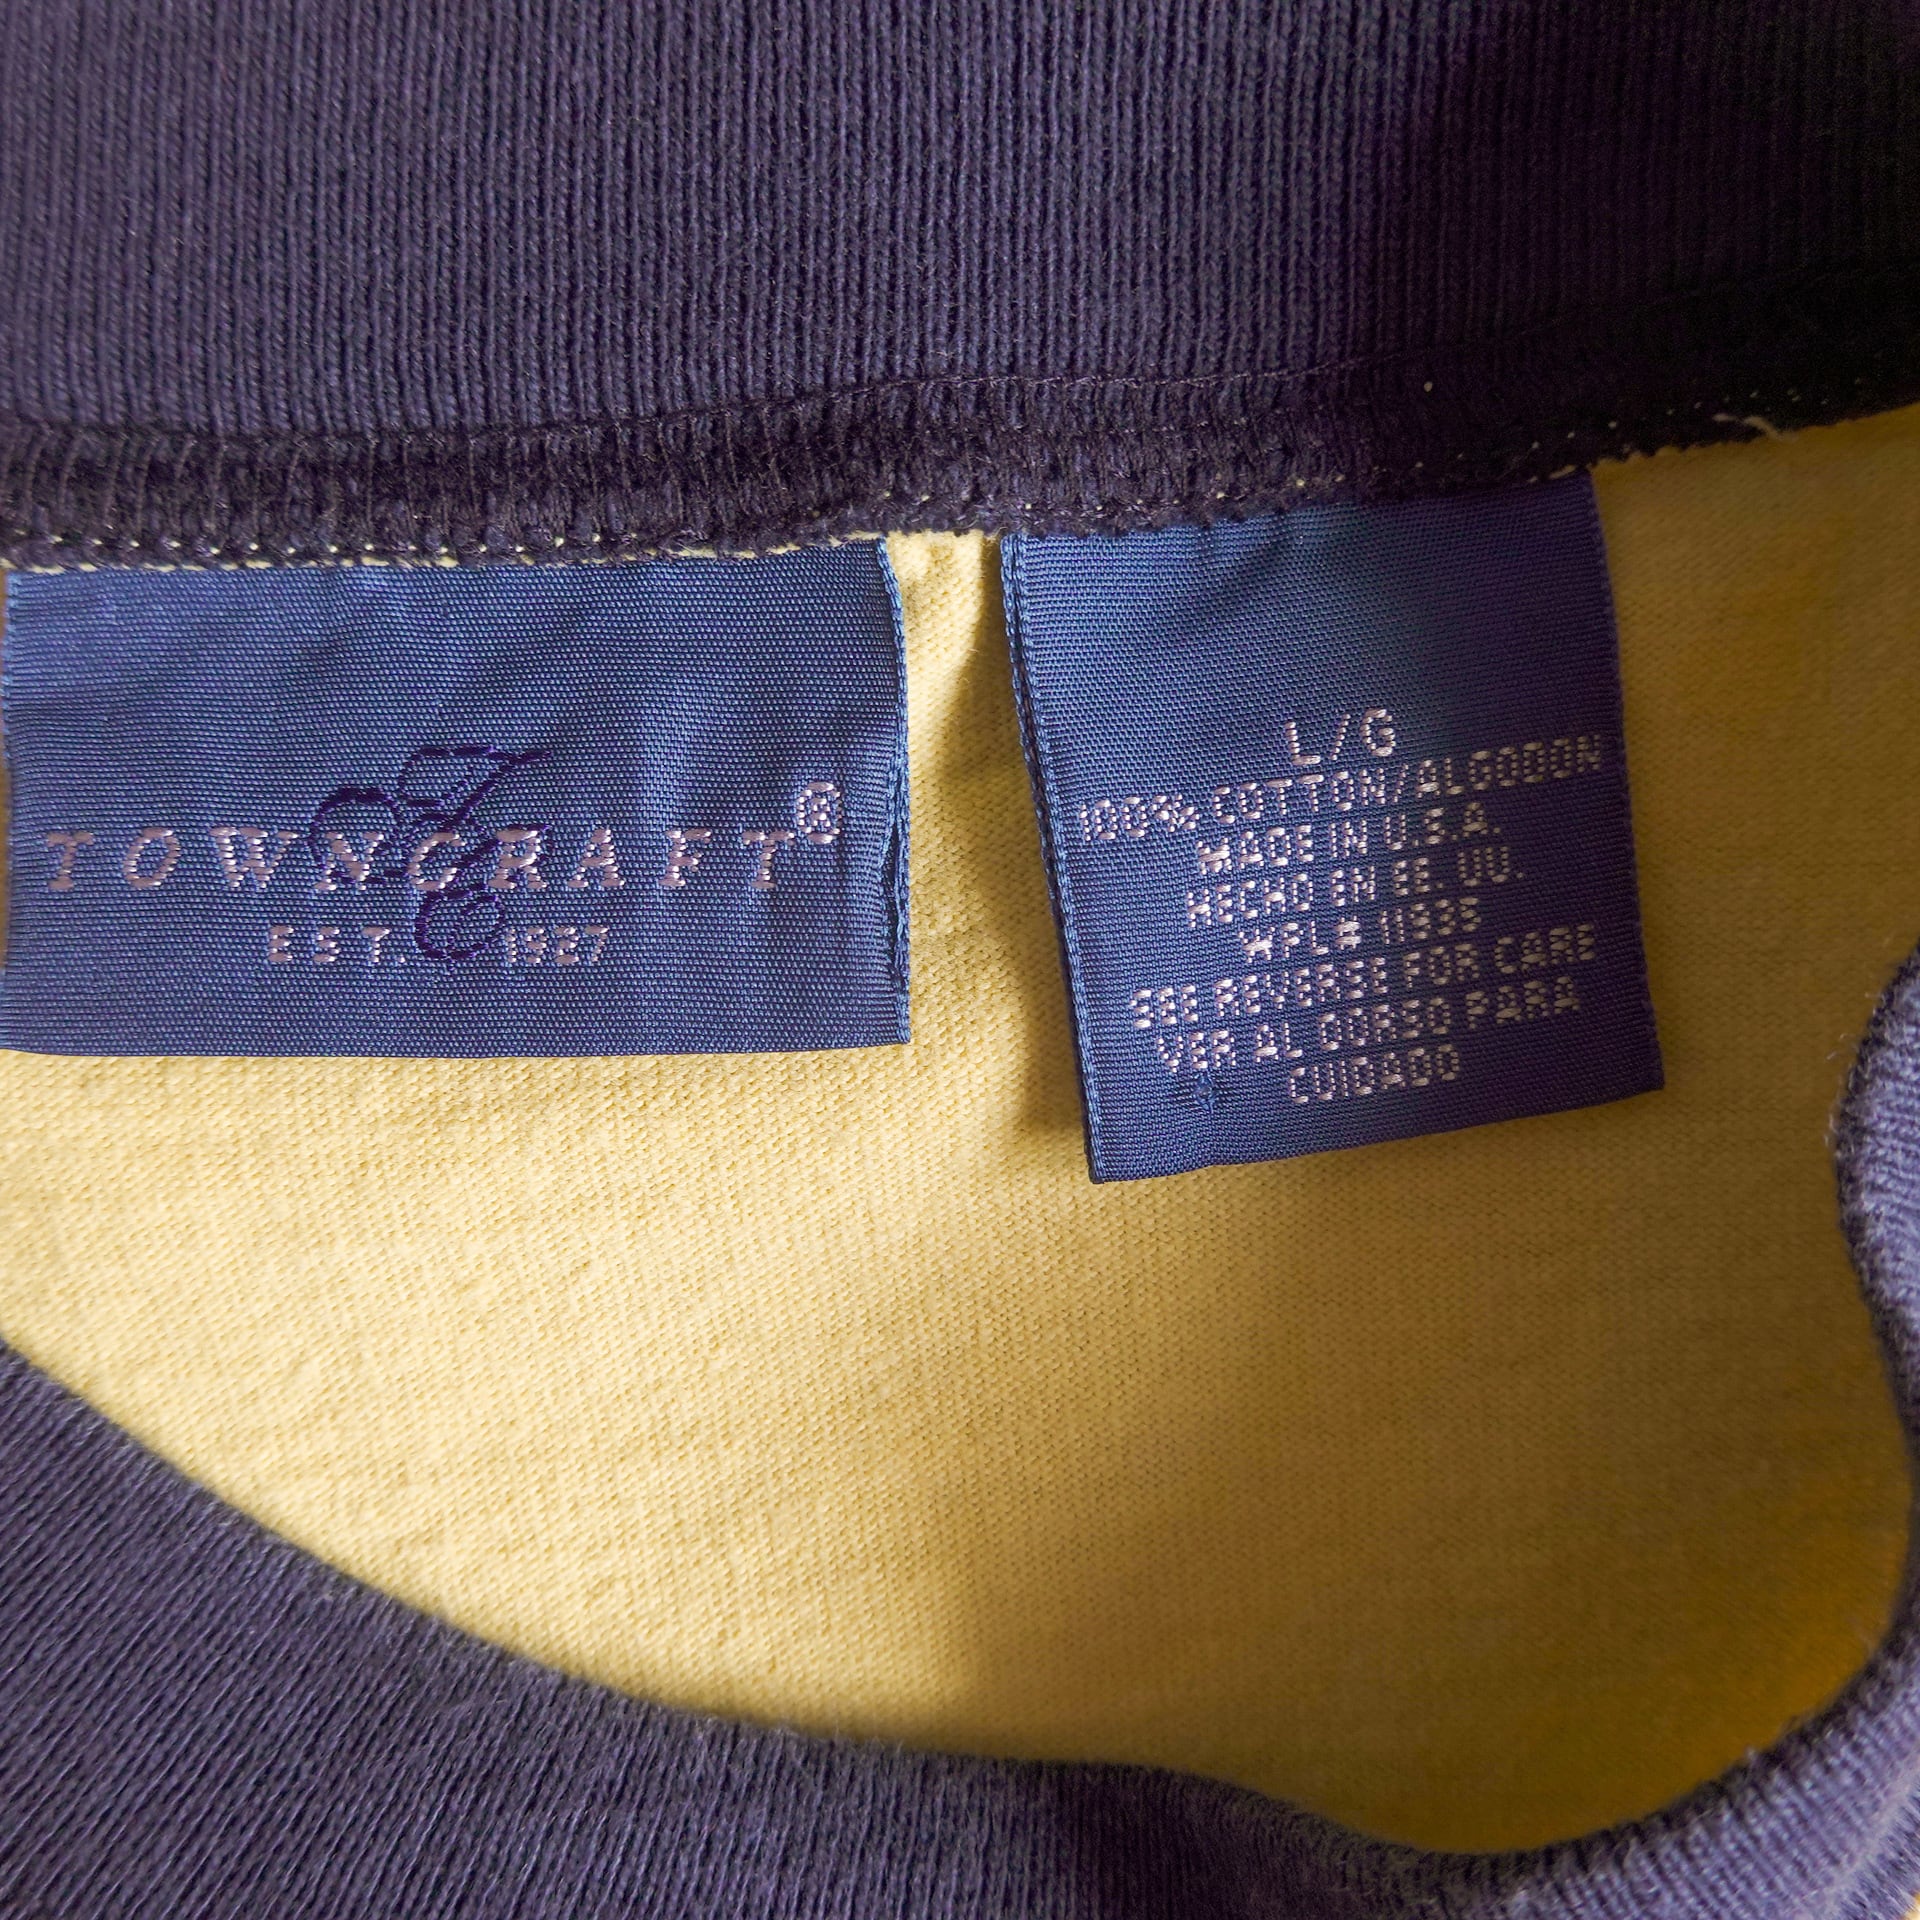 TOWNCRAFT®
EST. 1927
L/G
100% COTTON/ALGODON
MADE IN U.S.A.
HECHO EN EE. UU.
WPL# 11935
SEE REVERSE FOR CARE
VER AL DORSO PARA
CUIDADO